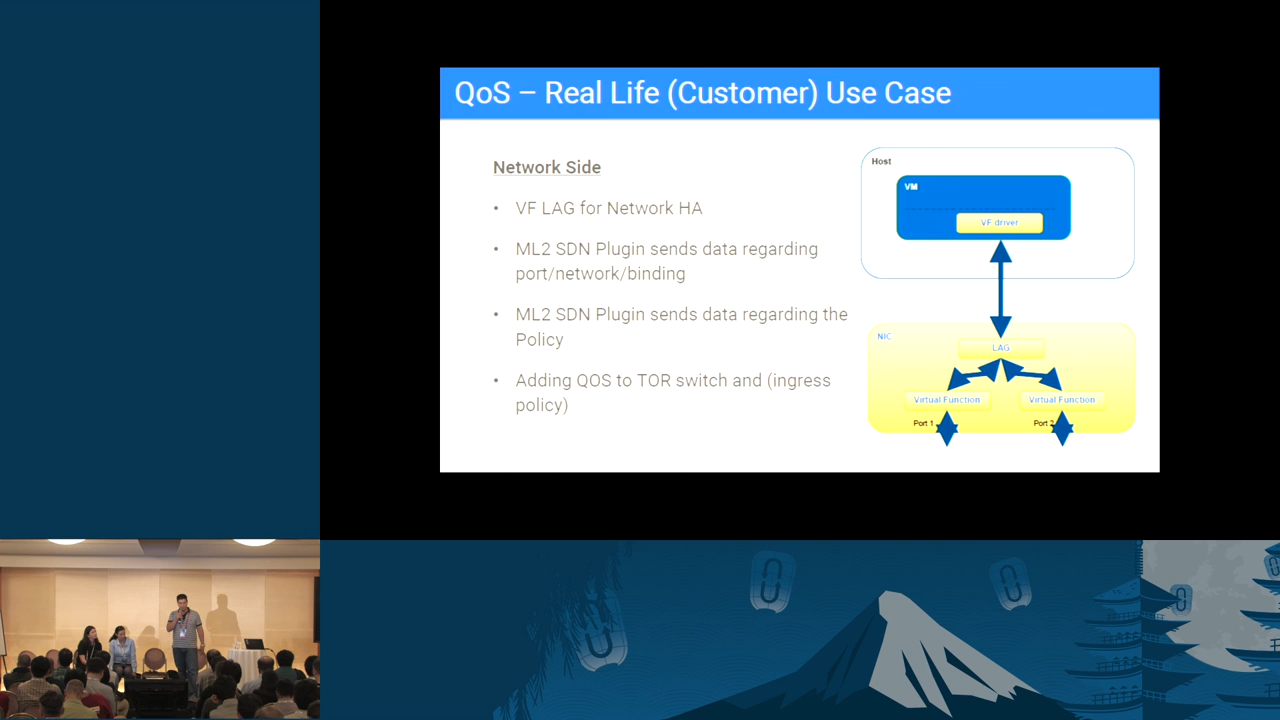 QoS – Real Life (Customer) Use Case
Network Side
• VF LAG for Network HA
• ML2 SDN Plugin sends data regarding
port/network/binding
• ML2 SDN Plugin sends data regarding the
Policy
• Adding QOS to TOR switch and (ingress
policy)
Host
VM
VF driver
NIC
LAG
Virtual Function
Virtual Function
Port 1
Port 2